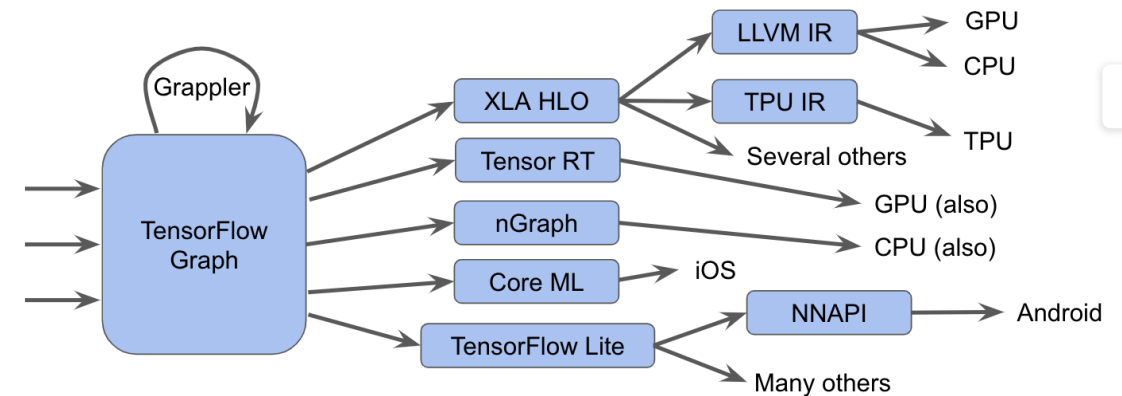 Grappler
TensorFlow
Graph
XLA HLO
Tensor RT
nGraph
Core ML
TensorFlow Lite
LLVM IR
TPU IR
Several others
GPU
CPU
TPU
GPU (also)
CPU (also)
iOS
NNAPI
Android
Many others